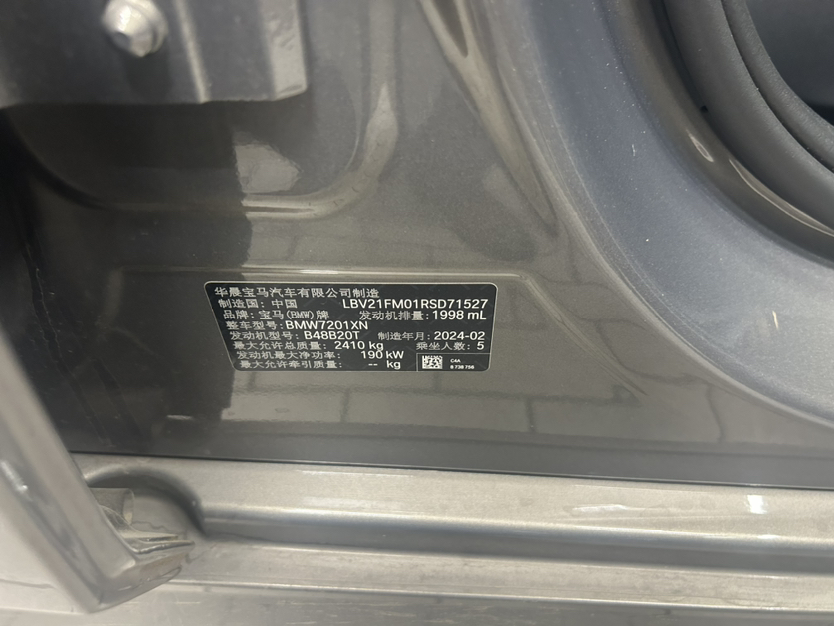 华晨宝马汽车有限公司制造
制造国: 中国 LBV21FM01RSD71527
品牌: 宝马(BMW)牌 发动机排量: 1998 mL
整车型号: BMW7201XN
发动机型号: B48B20T 制造年月: 2024-02
最大允许总质量: 2410 kg 乘坐人数: 5
发动机最大净功率: 190 kW
最大允许牵引质量: -- kg
C4A
8 738 756